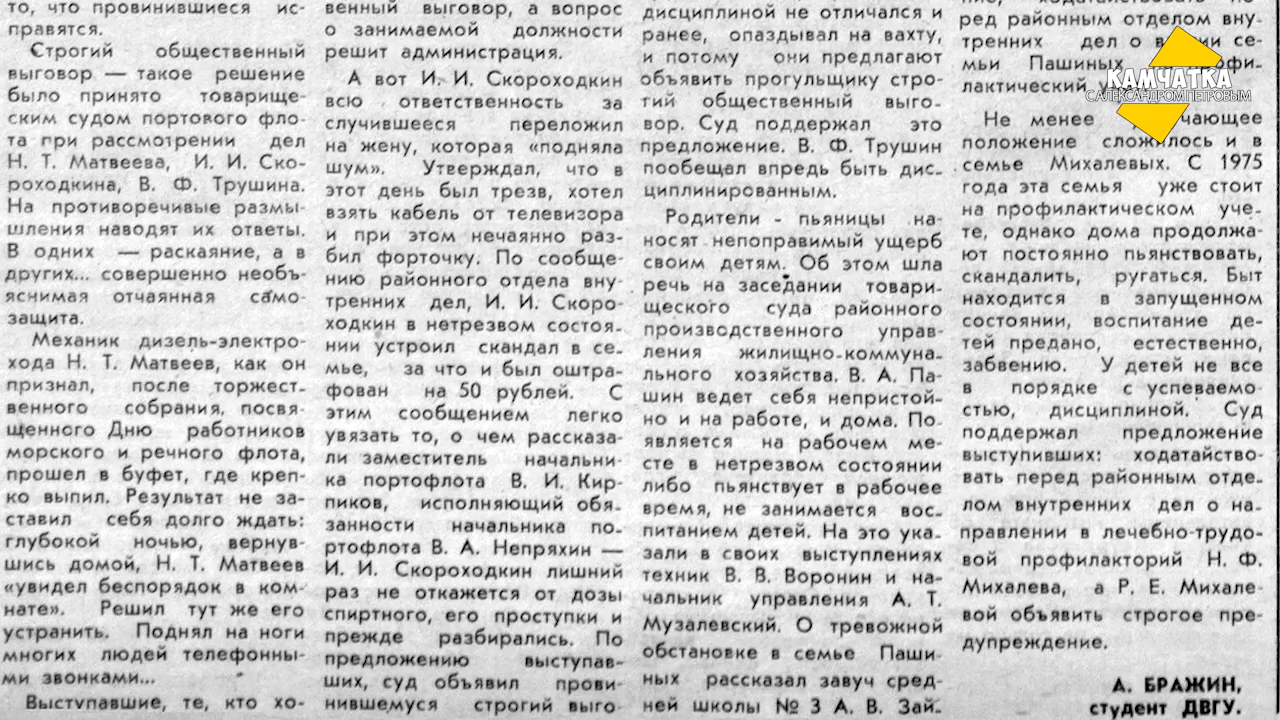 то, что провинившиеся ис-
правятся.
Строгий общественный
выговор — такое решение
было принято товарище-
ским судом портового фло-
та при рассмотрении дел
Н. Т. Матвеева, И. И. Ско-
роходкина, В. Ф. Трушина.
На противоречивые размы-
шления наводят их ответы.
В одних — раскаяние, а в
других... совершенно необъ-
яснимая отчаянная само-
защита.
Механик дизель-электро-
хода Н. Т. Матвеев, как он
признал, после торжест-
венного собрания, посвя-
щенного Дню работников
морского и речного флота,
прошел в буфет, где креп-
ко выпил. Результат не за-
ставил себя долго ждать:
глубокой ночью, вернув-
шись домой, Н. Т. Матвеев
«увидел беспорядок в ком-
нате». Решил тут же его
устранить. Поднял на ноги
многих людей телефонны-
ми звонками...
Выступавшие, те, кто хо-
венный выговор, а вопрос
о занимаемой должности
решит администрация.
А вот И. И. Скороходкин
всю ответственность за
случившееся переложил
на жену, которая «подняла
шум». Утверждал, что в
этот день был трезв, хотел
взять кабель от телевизора
и при этом нечаянно раз-
бил форточку. По сообще-
нию районного отдела вну-
тренних дел, И. И. Скоро-
ходкин в нетрезвом состоя-
нии устроил скандал в се-
мье, за что и был оштра-
фован на 50 рублей. С
этим сообщением легко
увязать то, о чем рассказа-
ли заместитель начальни-
ка портофлота В. И. Кир-
пиков, исполняющий обя-
занности начальника по-
ртофлота В. А. Непряхин —
И. И. Скороходкин лишний
раз не откажется от дозы
спиртного, его проступки и
прежде разбирались. По
предложению выступав-
ших, суд объявил прови-
нившемуся строгий выго-
дисциплиной не отличался и
ранее, опаздывал на вахту,
и потому они предлагают
объявить прогульщику стро-
гий общественный выго-
вор. Суд поддержал это
предложение. В. Ф. Трушин
пообещал впредь быть дис-
циплинированным.
Родители - пьяницы на-
носят непоправимый ущерб
своим детям. Об этом шла
речь на заседании товари-
щеского суда районного
производственного управ-
ления жилищно-коммуна-
льного хозяйства. В. А. Па-
шин ведет себя непристой-
но и на работе, и дома. По-
является на рабочем ме-
сте в нетрезвом состоянии
либо пьянствует в рабочее
время, не занимается вос-
питанием детей. На это ука-
зали в своих выступлениях
техник В. В. Воронин и на-
чальник управления А. Т.
Музалевский. О тревожной
обстановке в семье Паши-
ных рассказал завуч сред-
ней школы № 3 А. В. Зай-
ред районным отделом вну-
тренних дел о се-
мьи Пашиных
лактический
Не менее
положение сложилось и в
семье Михалевых. С 1975
года эта семья уже стоит
на профилактическом уче-
те, однако дома продолжа-
ют постоянно пьянствовать,
скандалить, ругаться. Быт
находится в запущенном
состоянии, воспитание де-
тей предано, естественно,
забвению. У детей не все
в порядке с успеваемо-
стью, дисциплиной. Суд
поддержал предложение
выступивших: ходатайство-
вать перед районным отде-
лом внутренних дел о на-
правлении в лечебно-трудо-
вой профилакторий Н. Ф.
Михалева, а Р. Е. Михале-
вой объявить строгое пре-
дупреждение.
А. БРАЖИН,
студент ДВГУ.
КАМЧАТКА
С АЛЕКСАНДРОМ ПЕТРОВЫМ